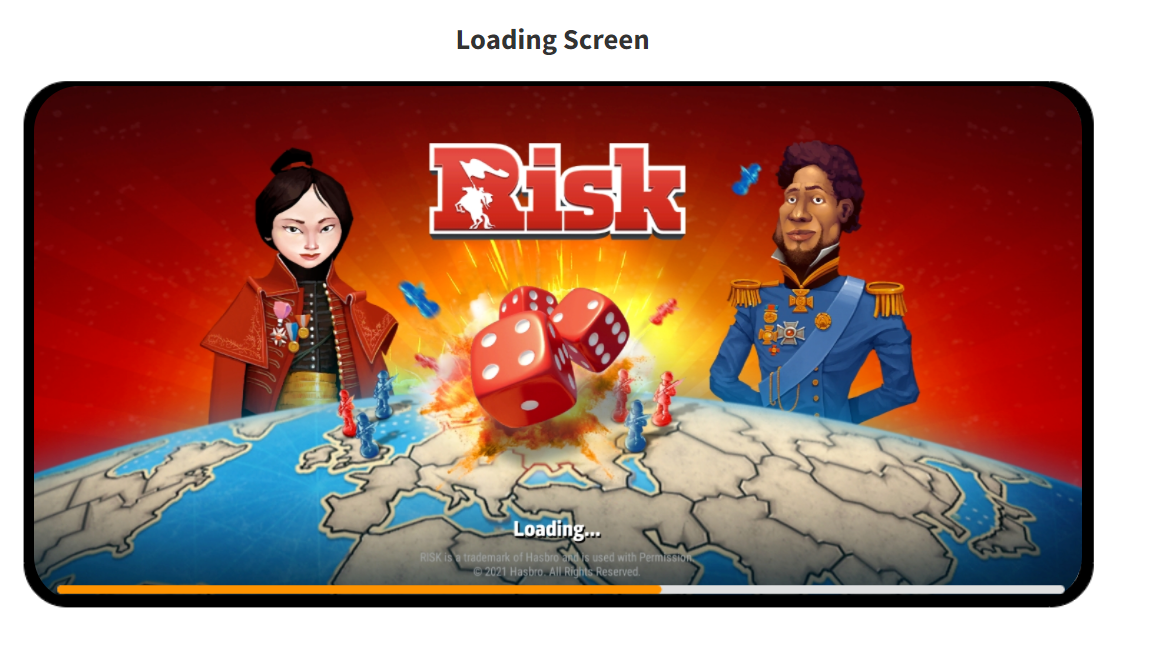 Loading Screen
Risk
Loading...
RISK is a trademark of Hasbro and is used with Permission.
© 2021 Hasbro. All Rights Reserved.